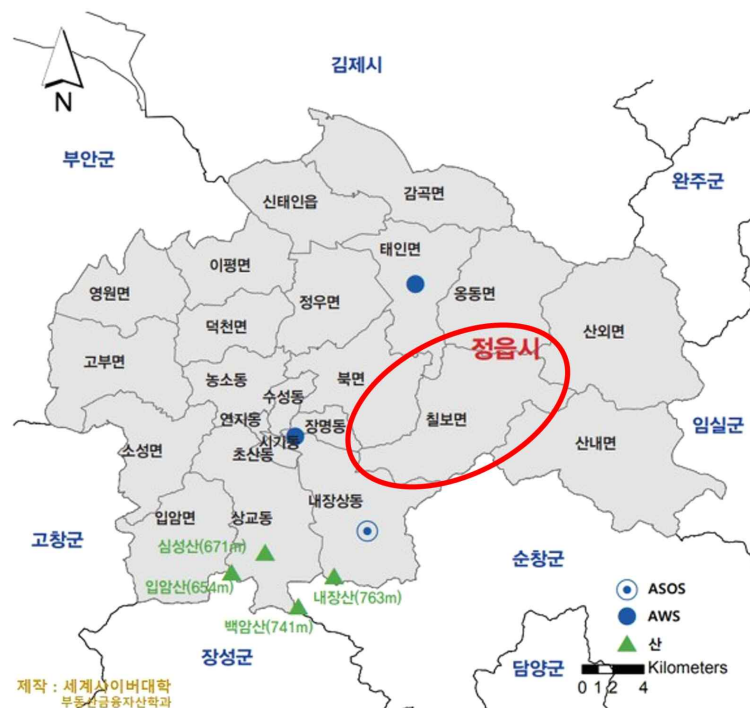 김제시
부안군
완주군
N
감곡면
신태인읍
태인면
이평면
영원면
정우면
옹동면
산외면
덕천면
정읍시
고부면
농소동
북면
수성동
연지동
장명동
칠보면
임실군
시기동
초산동
소성면
산내면
내장상동
입암면
상교동
고창군
심성산(671m)
순창군
입암산(654m)
내장산(763m)
백암산(741m)
ASOS
AWS
산
장성군
담양군
Kilometers
0 1 2 4
제작 : 세계사이버대학
부동산금융자산학과